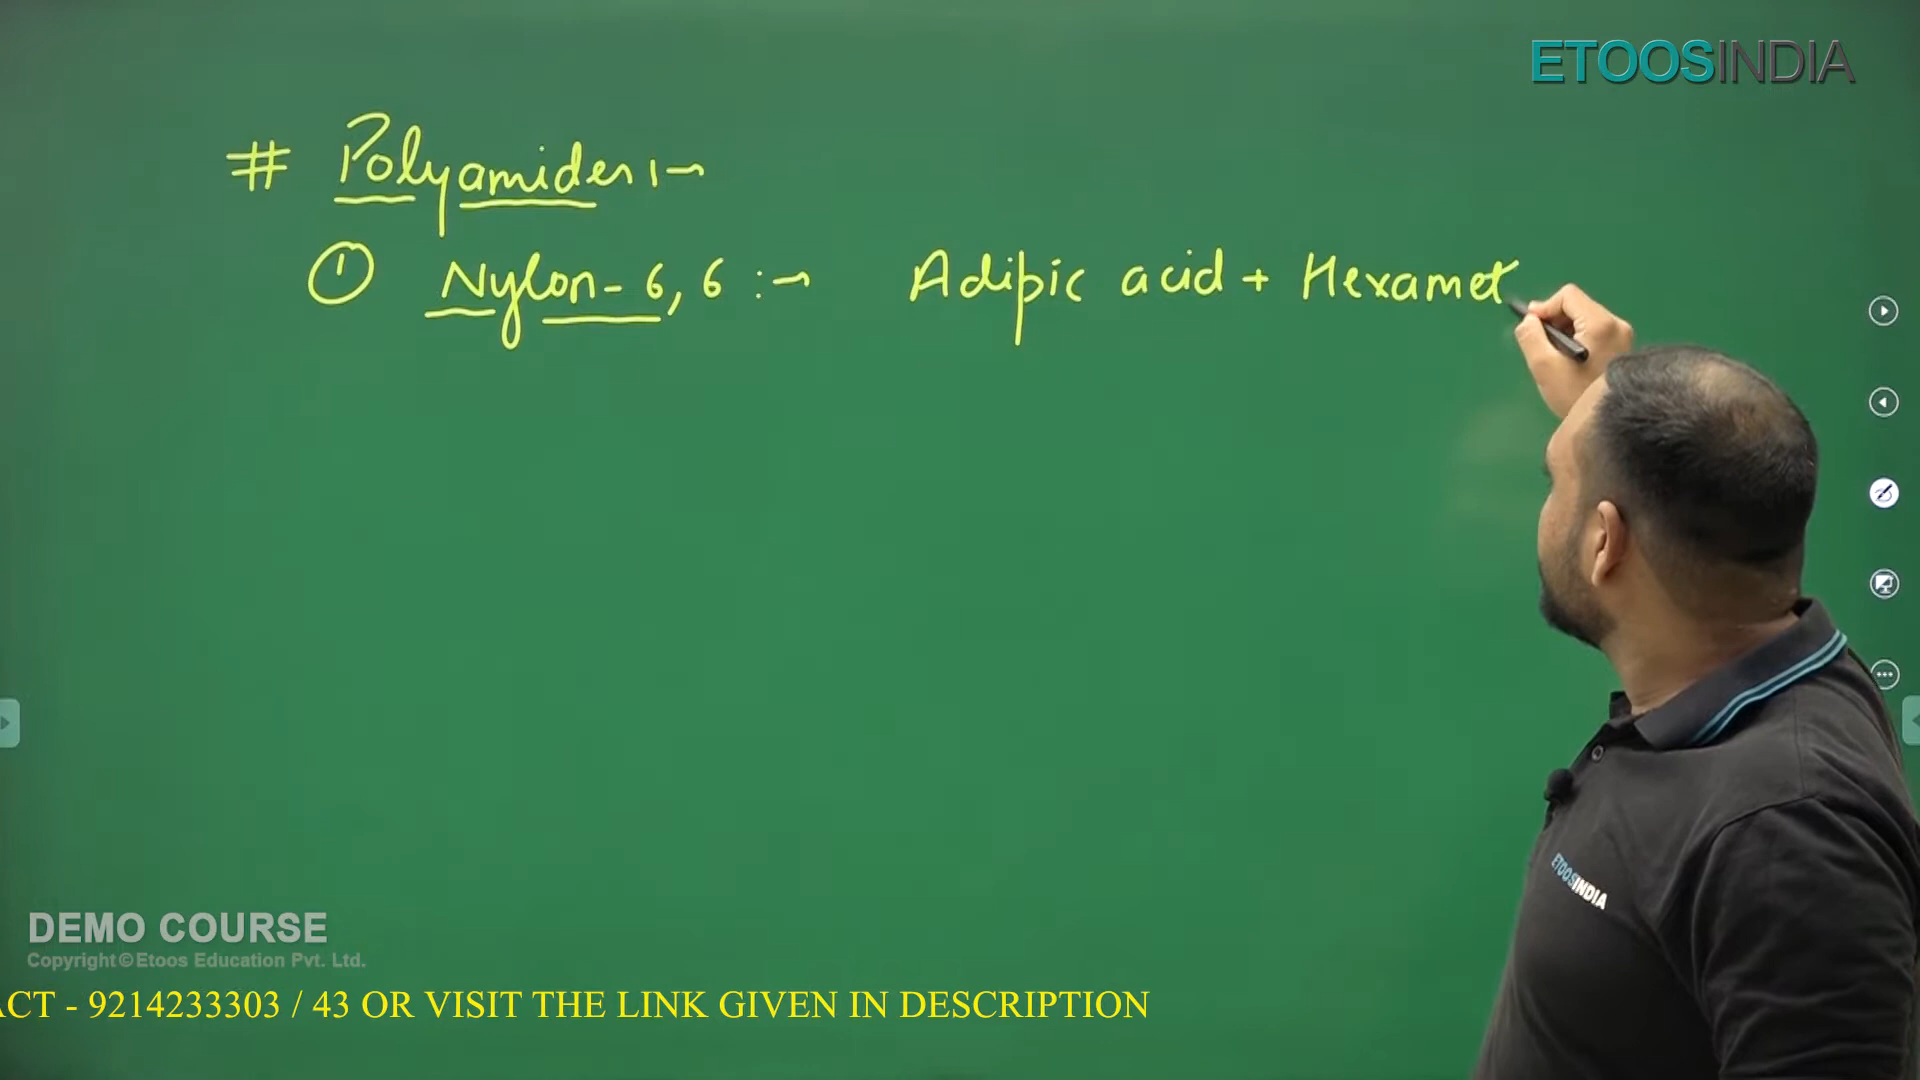 ETOOSINDIA
# Polyamides :-
① Nylon-6,6 :- Adipic acid + Hexamet
ETOOSINDIA
DEMO COURSE
Copyright © Etoos Education Pvt. Ltd.
ACT - 9214233303 / 43 OR VISIT THE LINK GIVEN IN DESCRIPTION